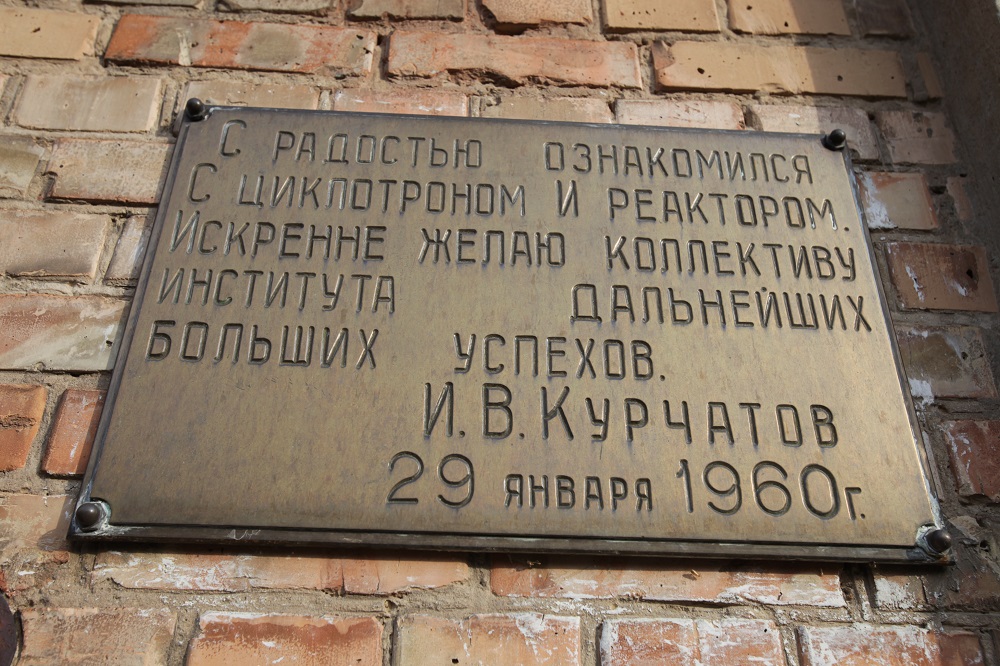 С РАДОСТЬЮ ОЗНАКОМИЛСЯ
С ЦИКЛОТРОНОМ И РЕАКТОРОМ.
ИСКРЕННЕ ЖЕЛАЮ КОЛЛЕКТИВУ
ИНСТИТУТА ДАЛЬНЕЙШИХ
БОЛЬШИХ УСПЕХОВ.
И.В.КУРЧАТОВ
29 ЯНВАРЯ 1960г.